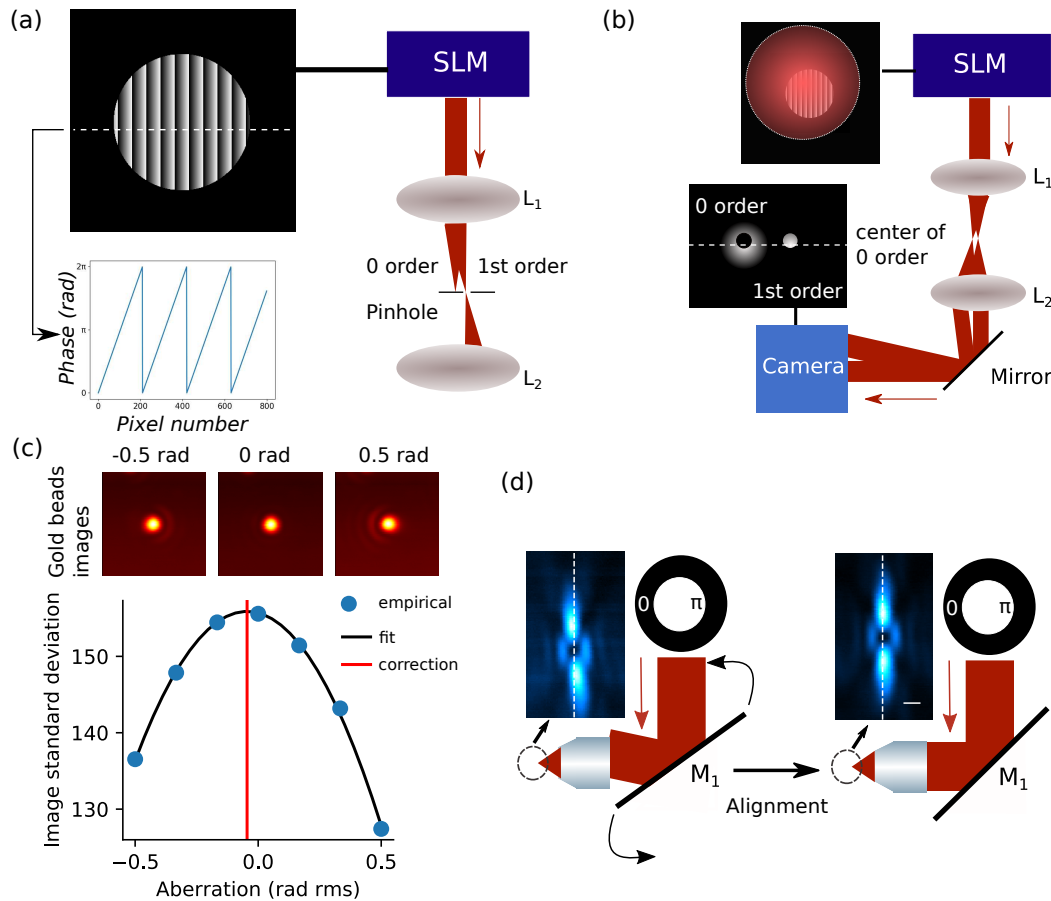 (a)
SLM
L1
0 order
1st order
Pinhole
L2
Phase (rad)
2π
π
0
0
200
400
600
800
Pixel number
(b)
SLM
L1
0 order
1st order
center of
0 order
L2
Camera
Mirror
(c)
-0.5 rad
0 rad
0.5 rad
Gold beads
images
Image standard deviation
150
140
130
empirical
fit
correction
−0.5
0.0
0.5
Aberration (rad rms)
(d)
0
π
M1
Alignment
0
π
M1